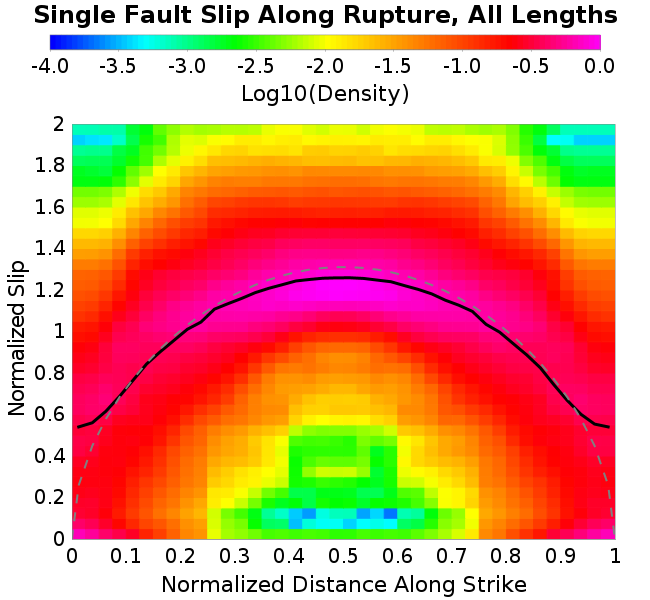 Single Fault Slip Along Rupture, All Lengths
-4.0 -3.5 -3.0 -2.5 -2.0 -1.5 -1.0 -0.5 0.0
Log10(Density)
2
1.8
1.6
1.4
1.2
1
0.8
0.6
0.4
0.2
0
Normalized Slip
0 0.1 0.2 0.3 0.4 0.5 0.6 0.7 0.8 0.9 1
Normalized Distance Along Strike